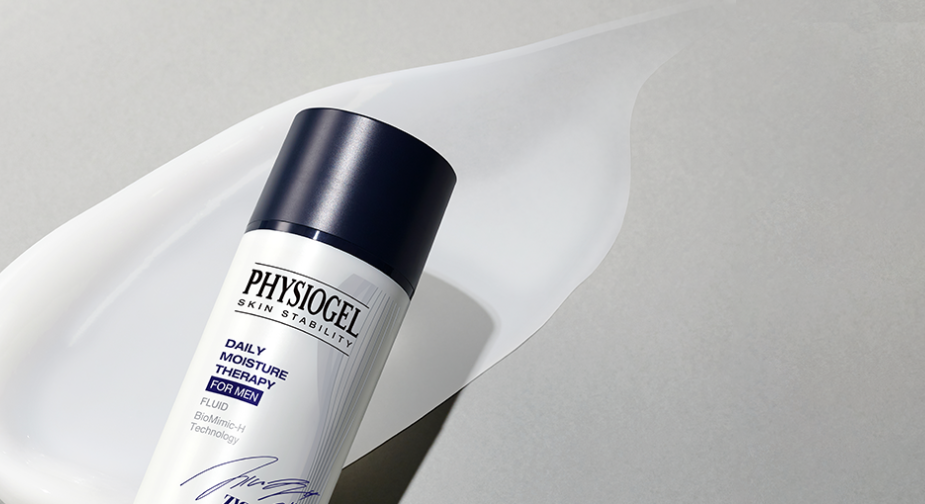 PHYSIOGEL
SKIN STABILITY
DAILY
MOISTURE
THERAPY
FOR MEN
FLUID
BioMimic-H
Technology